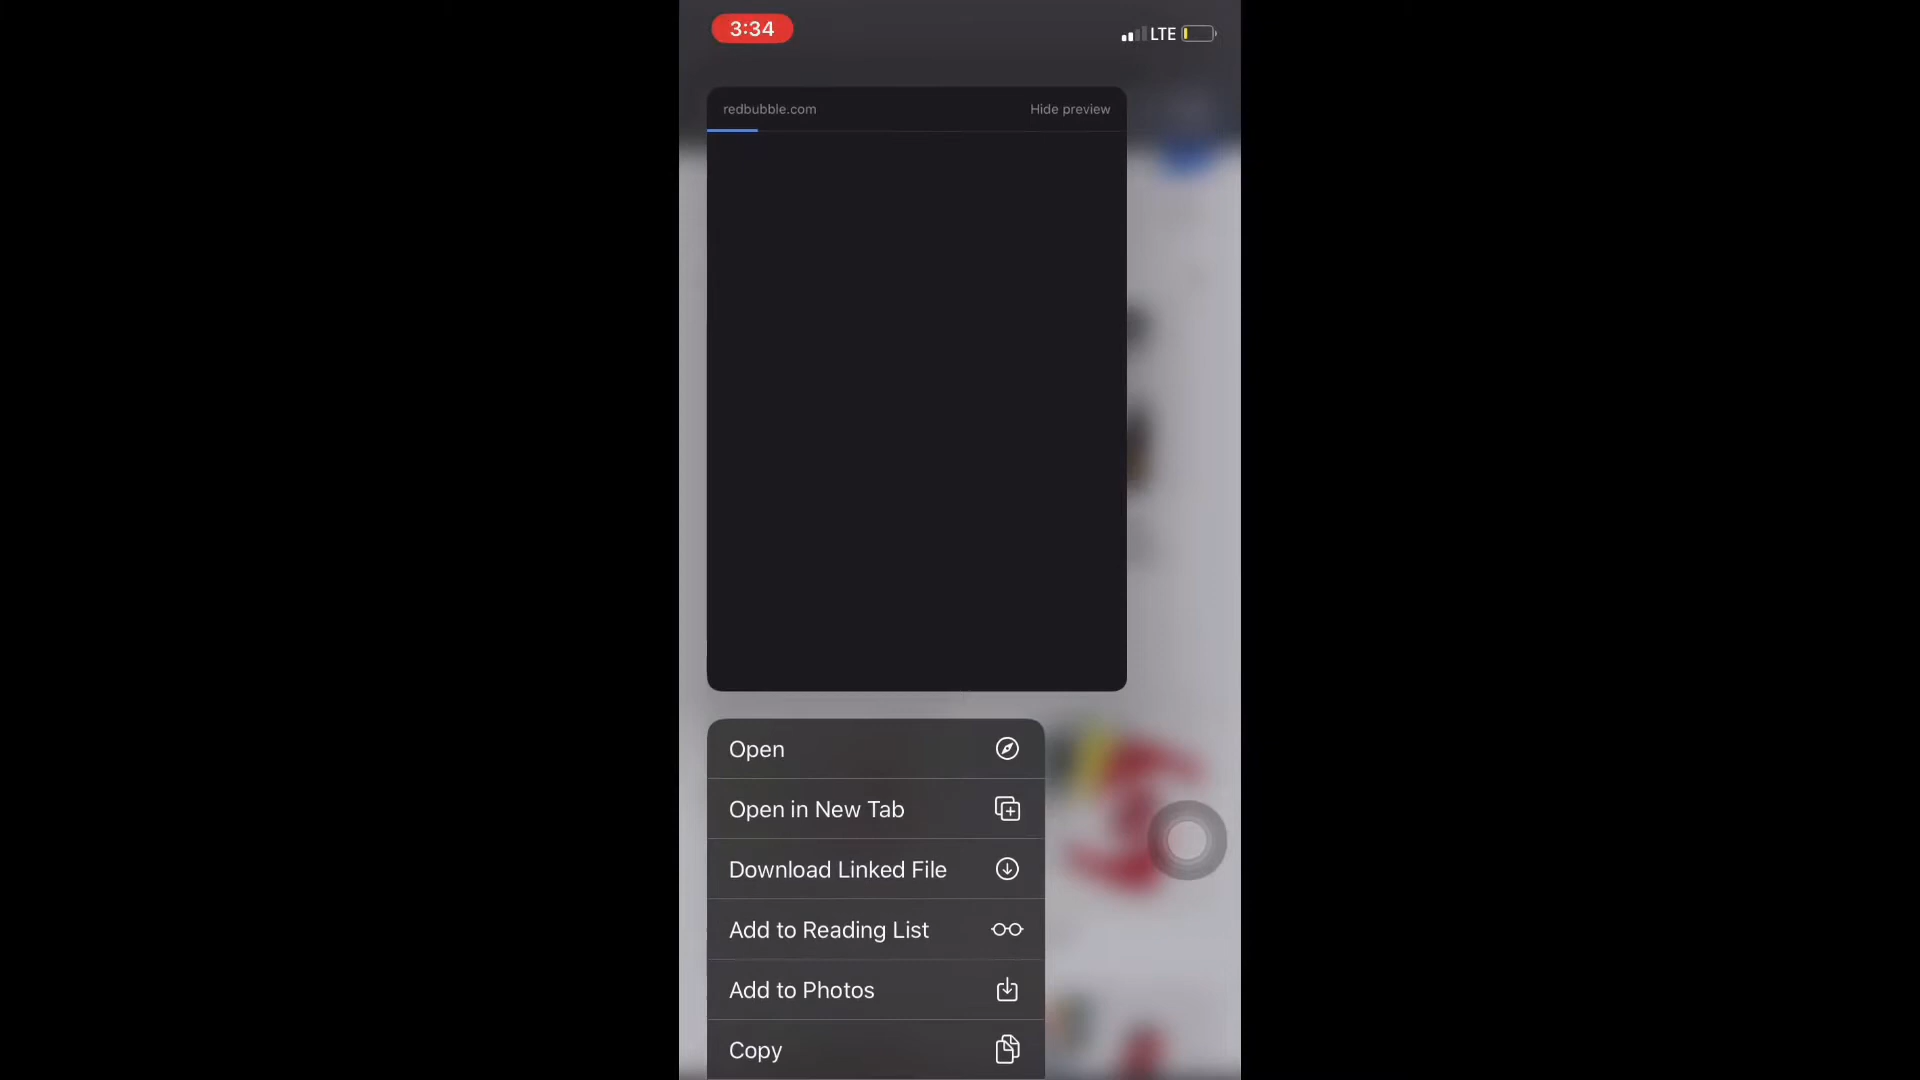 3:34
LTE
redbubble.com
Hide preview
Open
Open in New Tab
Download Linked File
Add to Reading List
Add to Photos
Copy